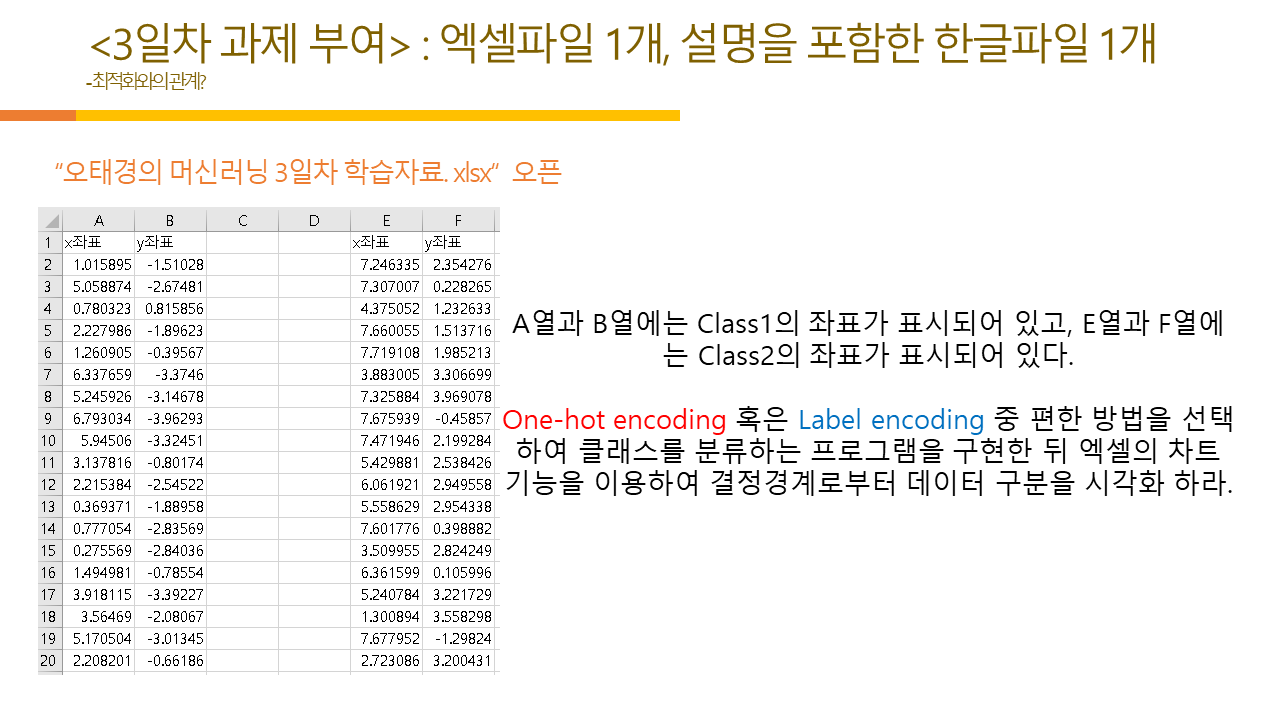 <3일차 과제 부여> : 엑셀파일 1개, 설명을 포함한 한글파일 1개
-최적화와의 관계?
“오태경의 머신러닝 3일차 학습자료. xlsx“ 오픈
A B C D E F
1 x좌표 y좌표 x좌표 y좌표
2 1.015895 -1.51028 7.246335 2.354276
3 5.058874 -2.67481 7.307007 0.228265
4 0.780323 0.815856 4.375052 1.232633
5 2.227986 -1.89623 7.660055 1.513716
6 1.260905 -0.39567 7.719108 1.985213
7 6.337659 -3.3746 3.883005 3.306699
8 5.245926 -3.14678 7.325884 3.969078
9 6.793034 -3.96293 7.675939 -0.45857
10 5.94506 -3.32451 7.471946 2.199284
11 3.137816 -0.80174 5.429881 2.538426
12 2.215384 -2.54522 6.061921 2.949558
13 0.369371 -1.88958 5.558629 2.954338
14 0.777054 -2.83569 7.601776 0.398882
15 0.275569 -2.84036 3.509955 2.824249
16 1.494981 -0.78554 6.361599 0.105996
17 3.918115 -3.39227 5.240784 3.221729
18 3.56469 -2.08067 1.300894 3.558298
19 5.170504 -3.01345 7.677952 -1.29824
20 2.208201 -0.66186 2.723086 3.200431
A열과 B열에는 Class1의 좌표가 표시되어 있고, E열과 F열에
는 Class2의 좌표가 표시되어 있다.
One-hot encoding 혹은 Label encoding 중 편한 방법을 선택
하여 클래스를 분류하는 프로그램을 구현한 뒤 엑셀의 차트
기능을 이용하여 결정경계로부터 데이터 구분을 시각화 하라.